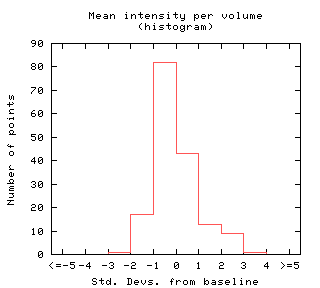 Mean intensity per volume
(histogram)
90
80
70
60
50
40
30
20
10
0
Number of points
<=-5 -4 -3 -2 -1 0 1 2 3 4 >=5
Std. Devs. from baseline